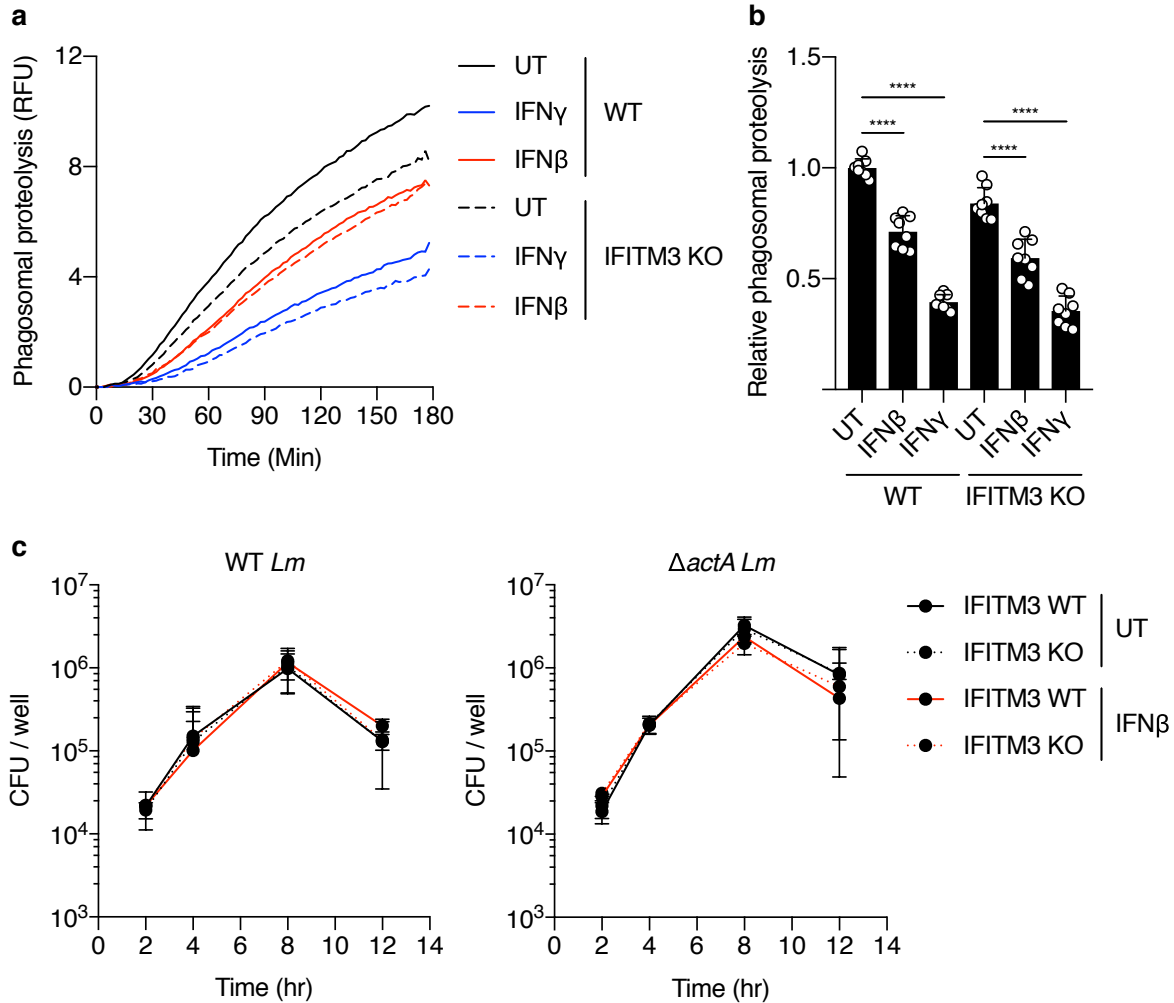 a
Phagosomal proteolysis (RFU)
12
8
4
0
0 30 60 90 120 150 180
Time (Min)
UT
IFNγ
IFNβ
WT
UT
IFNγ
IFNβ
IFITM3 KO
b
Relative phagosomal proteolysis
1.5
1.0
0.5
****
****
****
****
UT IFNβ IFNγ UT IFNβ IFNγ
WT IFITM3 KO
c
WT Lm
CFU / well
10⁷
10⁶
10⁵
10⁴
10³
0 2 4 6 8 10 12 14
Time (hr)
ΔactA Lm
CFU / well
10⁷
10⁶
10⁵
10⁴
10³
0 2 4 6 8 10 12 14
Time (hr)
IFITM3 WT
IFITM3 KO
UT
IFITM3 WT
IFITM3 KO
IFNβ